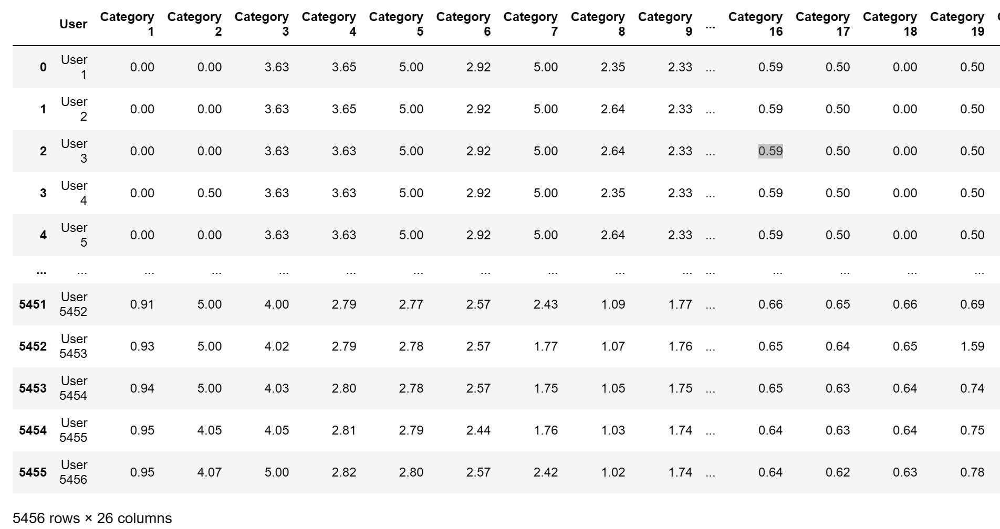 User Category 1 Category 2 Category 3 Category 4 Category 5 Category 6 Category 7 Category 8 Category 9 ... Category 16 Category 17 Category 18 Category 19
0 User 1 0.00 0.00 3.63 3.65 5.00 2.92 5.00 2.35 2.33 ... 0.59 0.50 0.00 0.50
1 User 2 0.00 0.00 3.63 3.65 5.00 2.92 5.00 2.64 2.33 ... 0.59 0.50 0.00 0.50
2 User 3 0.00 0.00 3.63 3.63 5.00 2.92 5.00 2.64 2.33 ... 0.59 0.50 0.00 0.50
3 User 4 0.00 0.50 3.63 3.63 5.00 2.92 5.00 2.35 2.33 ... 0.59 0.50 0.00 0.50
4 User 5 0.00 0.00 3.63 3.63 5.00 2.92 5.00 2.64 2.33 ... 0.59 0.50 0.00 0.50
... ... ... ... ... ... ... ... ... ... ... ... ... ... ... ...
5451 User 5452 0.91 5.00 4.00 2.79 2.77 2.57 2.43 1.09 1.77 ... 0.66 0.65 0.66 0.69
5452 User 5453 0.93 5.00 4.02 2.79 2.78 2.57 1.77 1.07 1.76 ... 0.65 0.64 0.65 1.59
5453 User 5454 0.94 5.00 4.03 2.80 2.78 2.57 1.75 1.05 1.75 ... 0.65 0.63 0.64 0.74
5454 User 5455 0.95 4.05 4.05 2.81 2.79 2.44 1.76 1.03 1.74 ... 0.64 0.63 0.64 0.75
5455 User 5456 0.95 4.07 5.00 2.82 2.80 2.57 2.42 1.02 1.74 ... 0.64 0.62 0.63 0.78
5456 rows × 26 columns